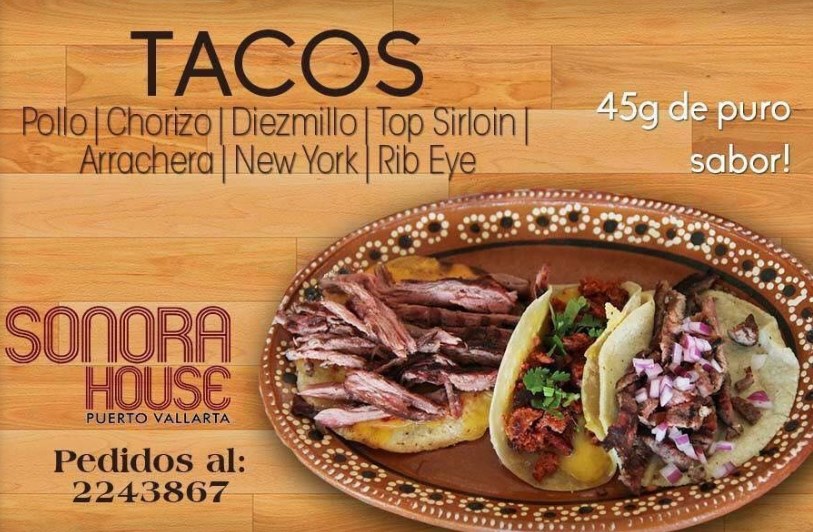 TACOS
Pollo | Chorizo | Diezmillo | Top Sirloin |
Arrachera | New York | Rib Eye
45g de puro
sabor!
SONORA
HOUSE
PUERTO VALLARTA
Pedidos al:
2243867